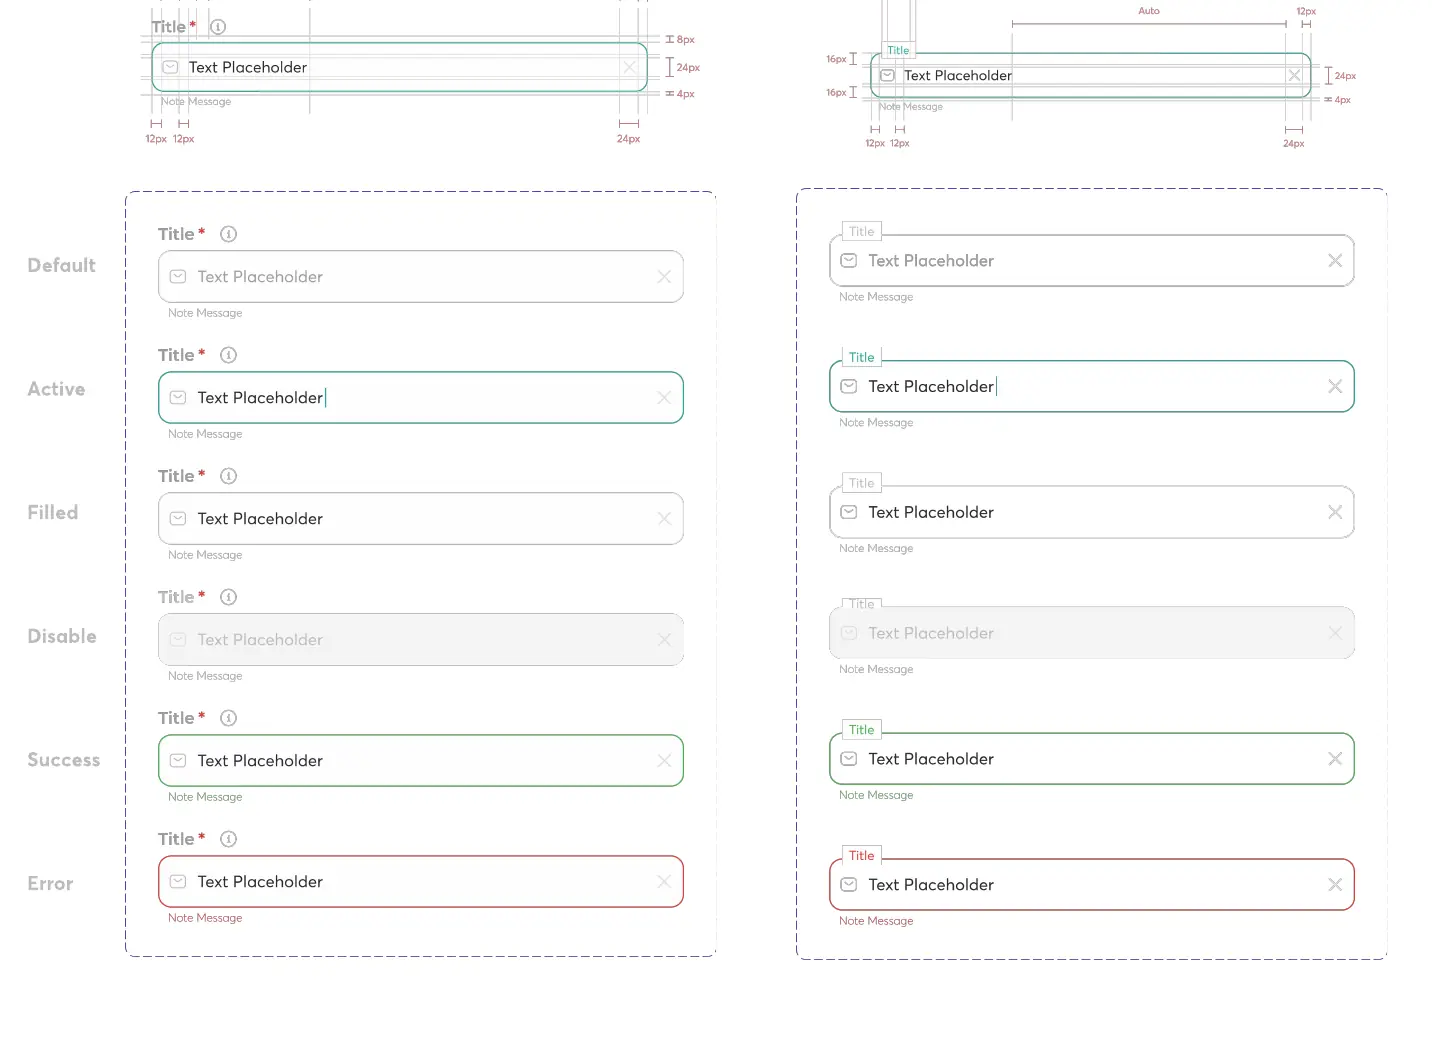 Title *
8px
Text Placeholder
24px
4px
Note Message
12px 12px
24px
Auto
12px
Title
16px
Text Placeholder
24px
16px
4px
Note Message
12px 12px
24px
Default
Title *
Text Placeholder
Note Message
Title
Text Placeholder
Note Message
Active
Title *
Text Placeholder
Note Message
Title
Text Placeholder
Note Message
Filled
Title *
Text Placeholder
Note Message
Title
Text Placeholder
Note Message
Disable
Title *
Text Placeholder
Note Message
Title
Text Placeholder
Note Message
Success
Title *
Text Placeholder
Note Message
Title
Text Placeholder
Note Message
Error
Title *
Text Placeholder
Note Message
Title
Text Placeholder
Note Message